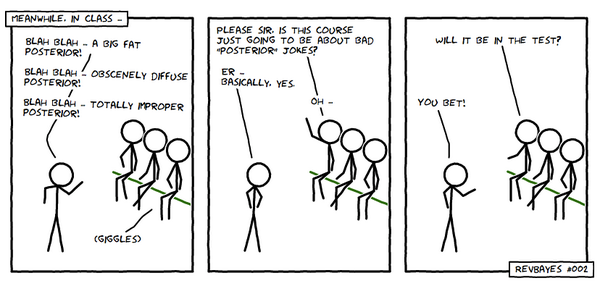 MEANWHILE, IN CLASS –
BLAH BLAH – A BIG FAT
POSTERIOR!
BLAH BLAH – OBSCENELY DIFFUSE
POSTERIOR!
BLAH BLAH – TOTALLY IMPROPER
POSTERIOR!
(GIGGLES)
PLEASE SIR, IS THIS COURSE
JUST GOING TO BE ABOUT BAD
"POSTERIOR" JOKES?
ER –
BASICALLY, YES.
OH –
WILL IT BE IN THE TEST?
YOU BET!
REVBAYES #002